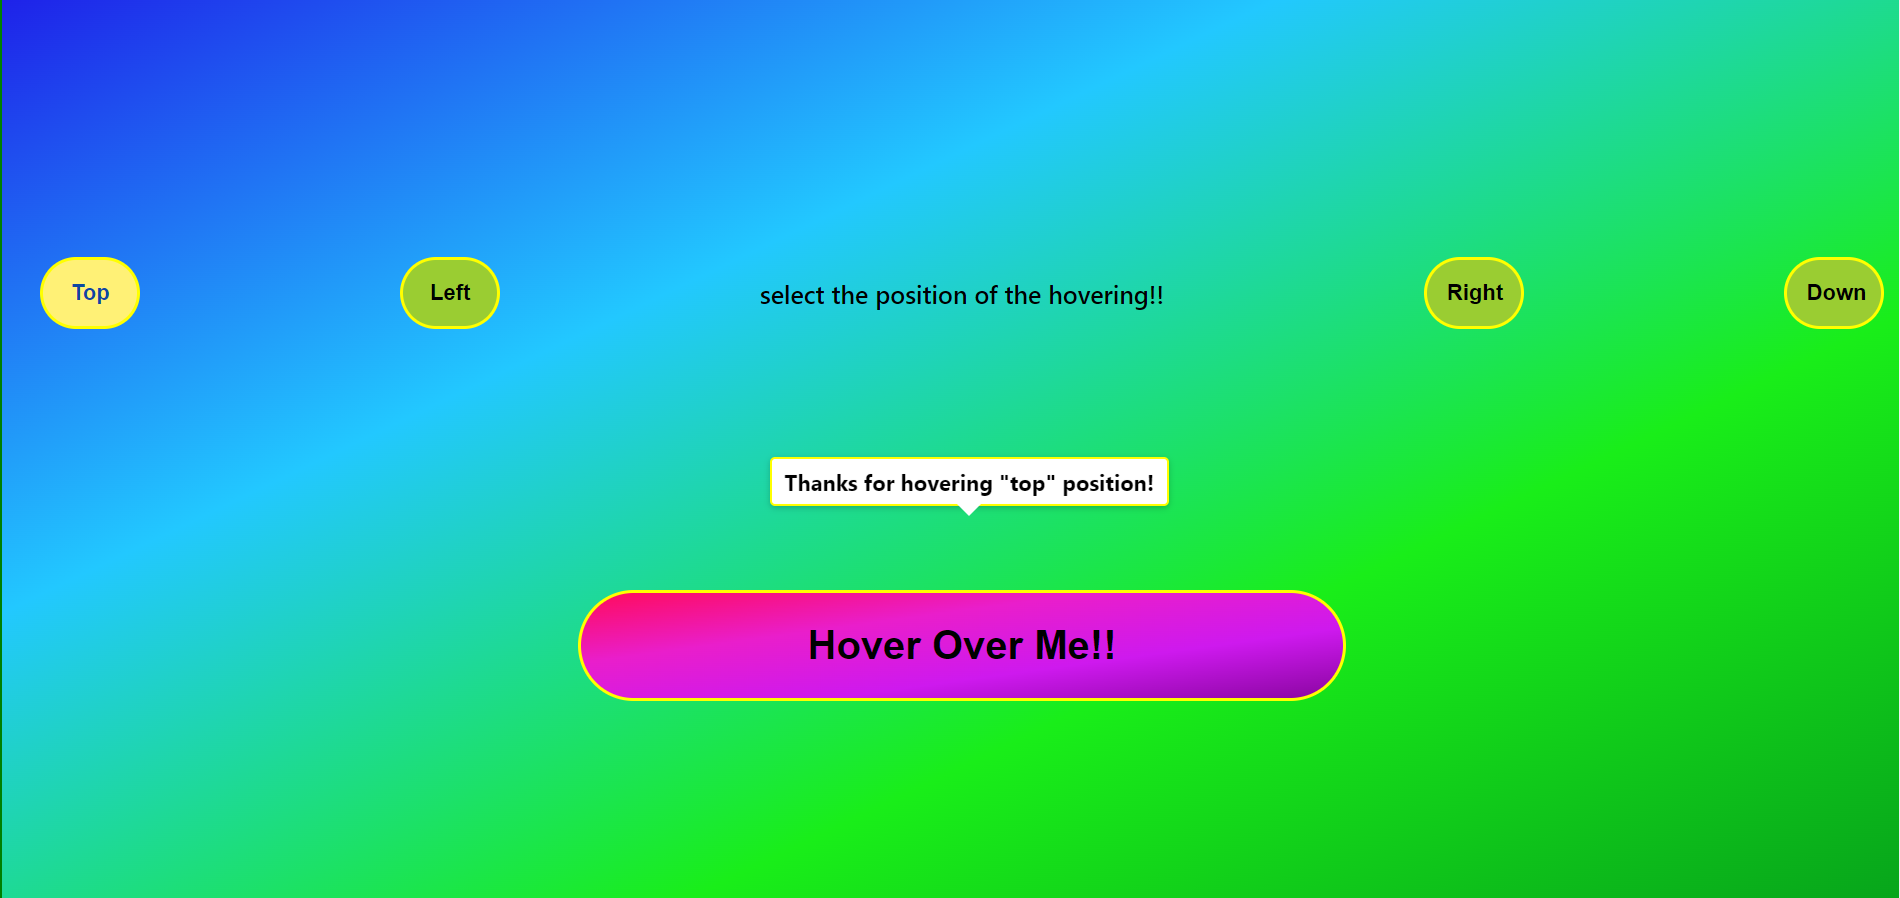 Top
Left
select the position of the hovering!!
Right
Down
Thanks for hovering "top" position!
Hover Over Me!!